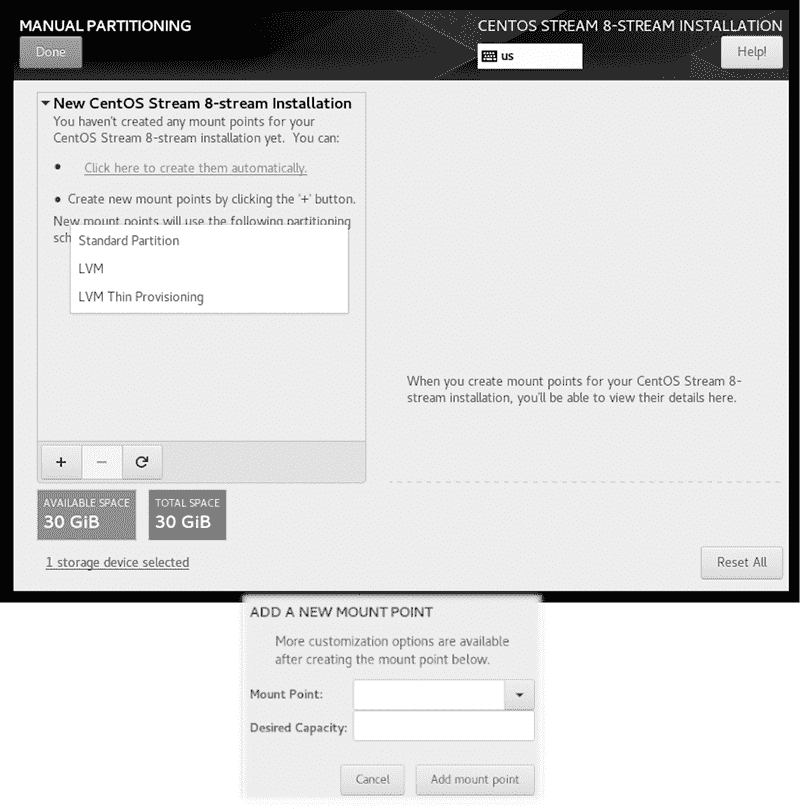 MANUAL PARTITIONING
CENTOS STREAM 8-STREAM INSTALLATION
Done
us
Help!
New CentOS Stream 8-stream Installation
You haven't created any mount points for your
CentOS Stream 8-stream installation yet. You can:
• Click here to create them automatically.
• Create new mount points by clicking the '+' button.
New mount points will use the following partitioning
sch
Standard Partition
LVM
LVM Thin Provisioning
When you create mount points for your CentOS Stream 8-
stream installation, you'll be able to view their details here.
+ −
AVAILABLE SPACE
30 GiB
TOTAL SPACE
30 GiB
1 storage device selected
Reset All
ADD A NEW MOUNT POINT
More customization options are available
after creating the mount point below.
Mount Point:
Desired Capacity:
Cancel
Add mount point